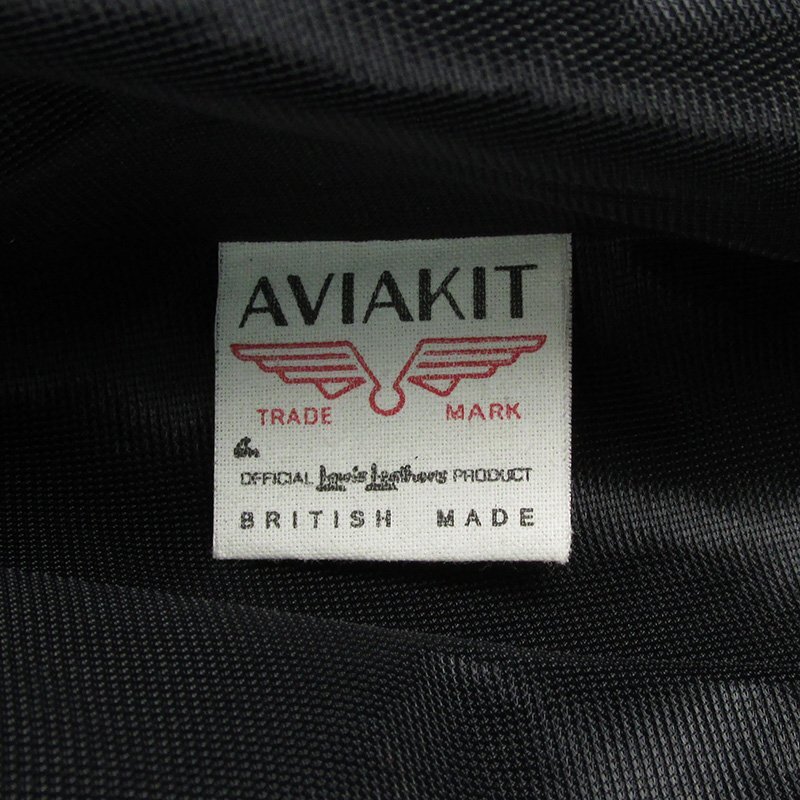 AVIAKIT
TRADE MARK
OFFICIAL Lewis Leathers PRODUCT
BRITISH MADE